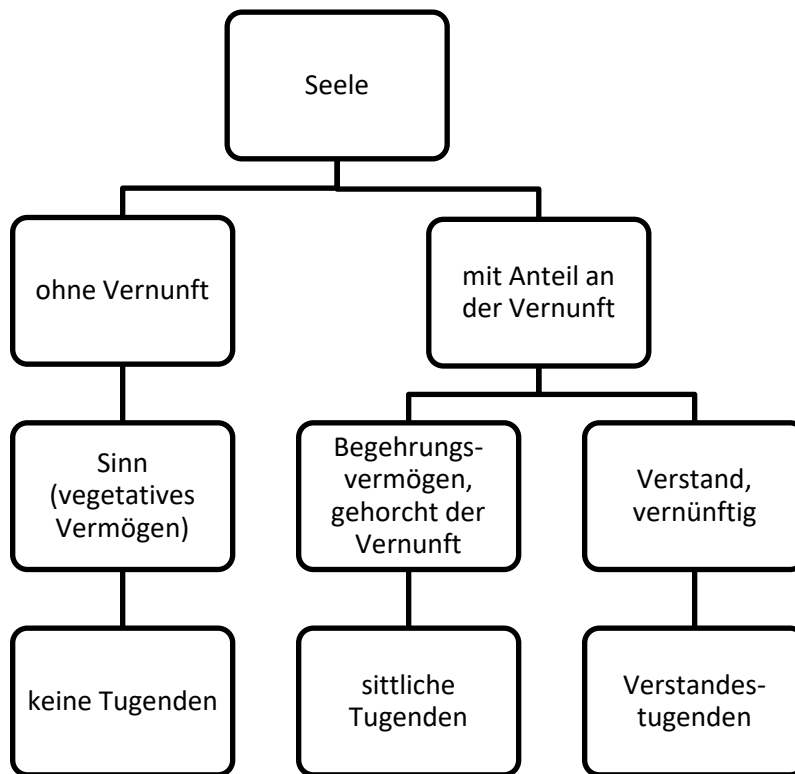 Seele
ohne Vernunft
mit Anteil an
der Vernunft
Sinn
(vegetatives
Vermögen)
Begehrungs-
vermögen,
gehorcht der
Vernunft
Verstand,
vernünftig
keine Tugenden
sittliche
Tugenden
Verstandes-
tugenden